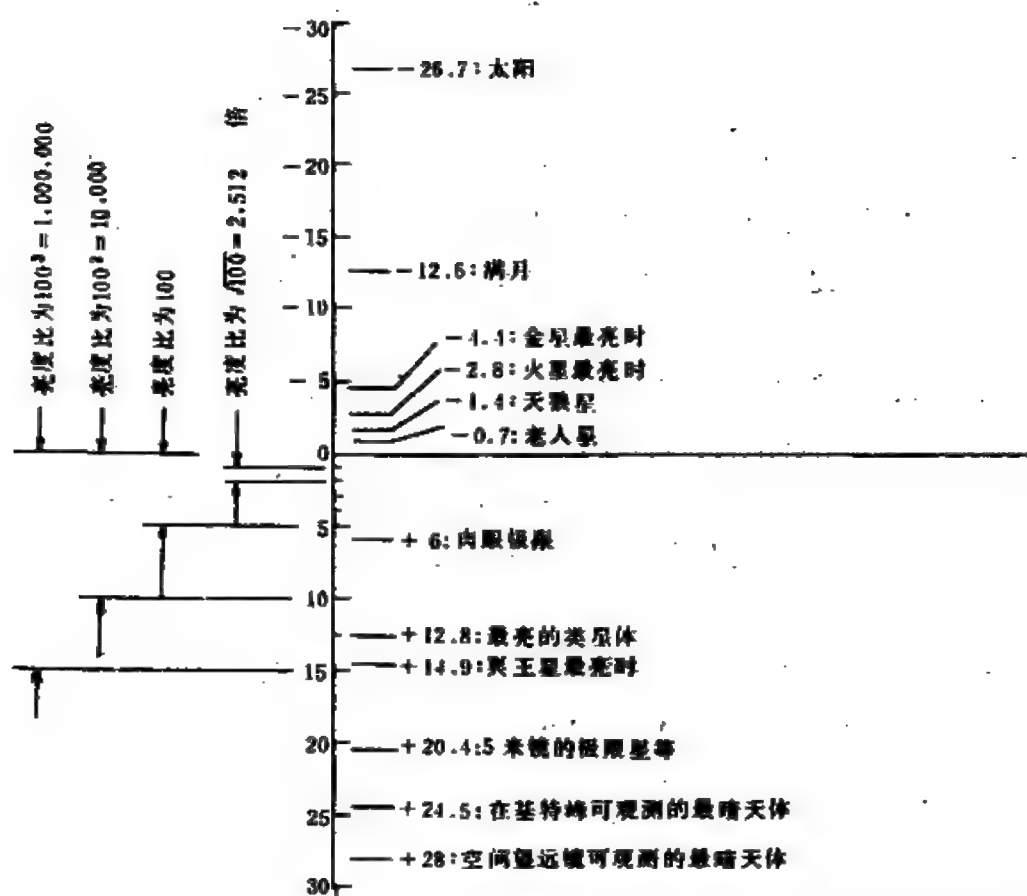 -30
-26.7:太阳
-25
-20
-15
-12.6:满月
-10
-4.4:金星最亮时
-5
-2.8:火星最亮时
-1.4:天狼星
-0.7:老人星
0
5
+ 6:肉眼极限
10
+12.8:最亮的类星体
+14.9:冥王星最亮时
15
20
+20.4:5 米镜的极限星等
+24.5:在基特峰可观测的最暗天体
25
+28:空间望远镜可观测的最暗天体
30
亮度比为100³=1.000.000
亮度比为100²=10.000
亮度比为100
亮度比为√100=2.512 倍